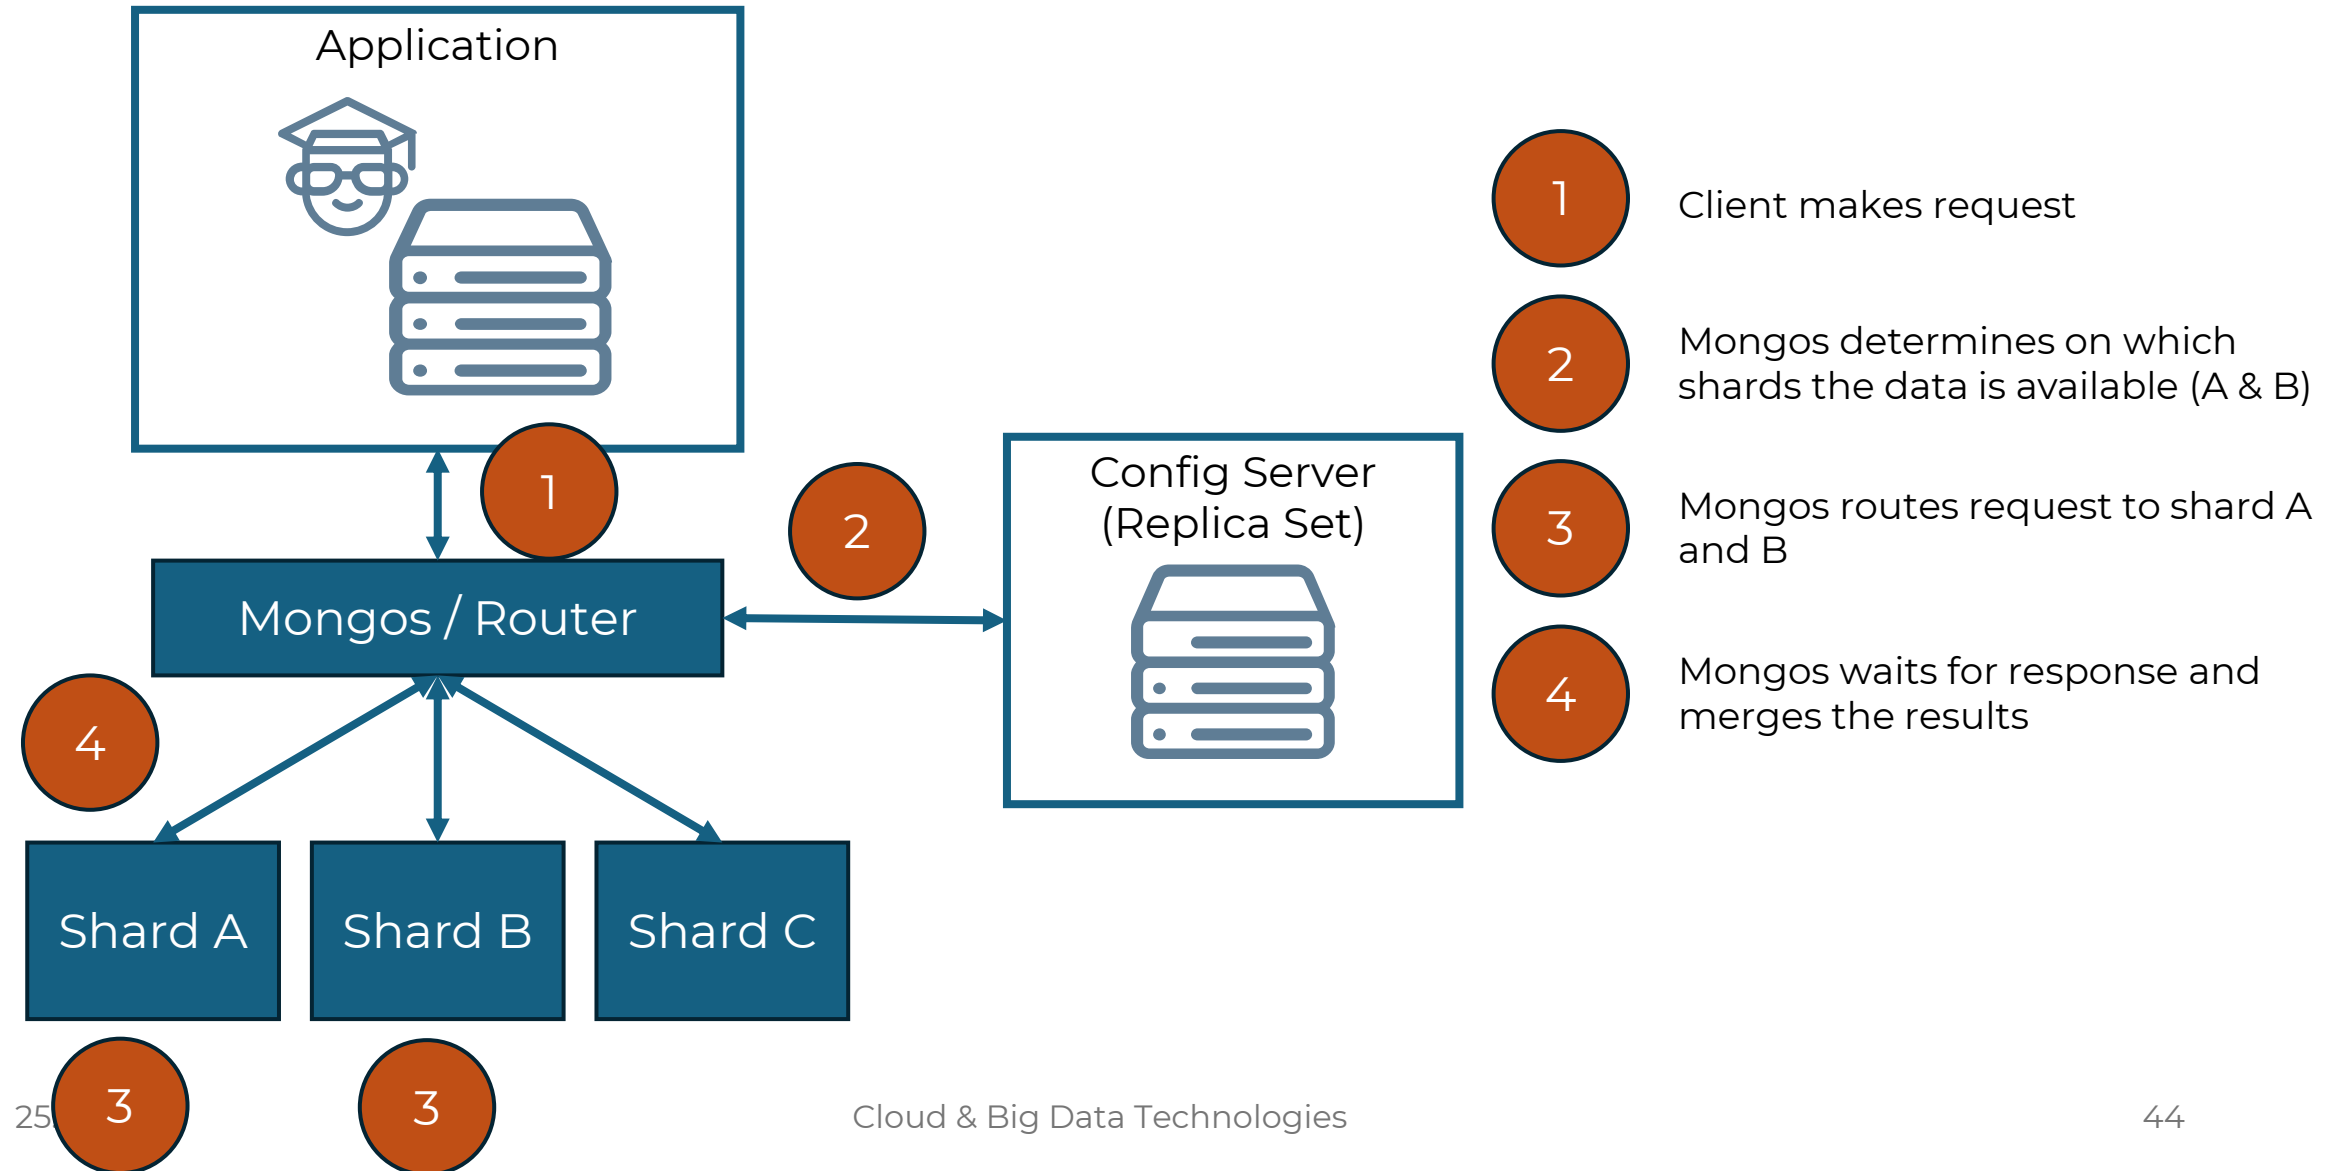 Application
1
Mongos / Router
2
Config Server
(Replica Set)
4
Shard A
Shard B
Shard C
3
3
1
Client makes request
2
Mongos determines on which
shards the data is available (A & B)
3
Mongos routes request to shard A
and B
4
Mongos waits for response and
merges the results
25
Cloud & Big Data Technologies
44